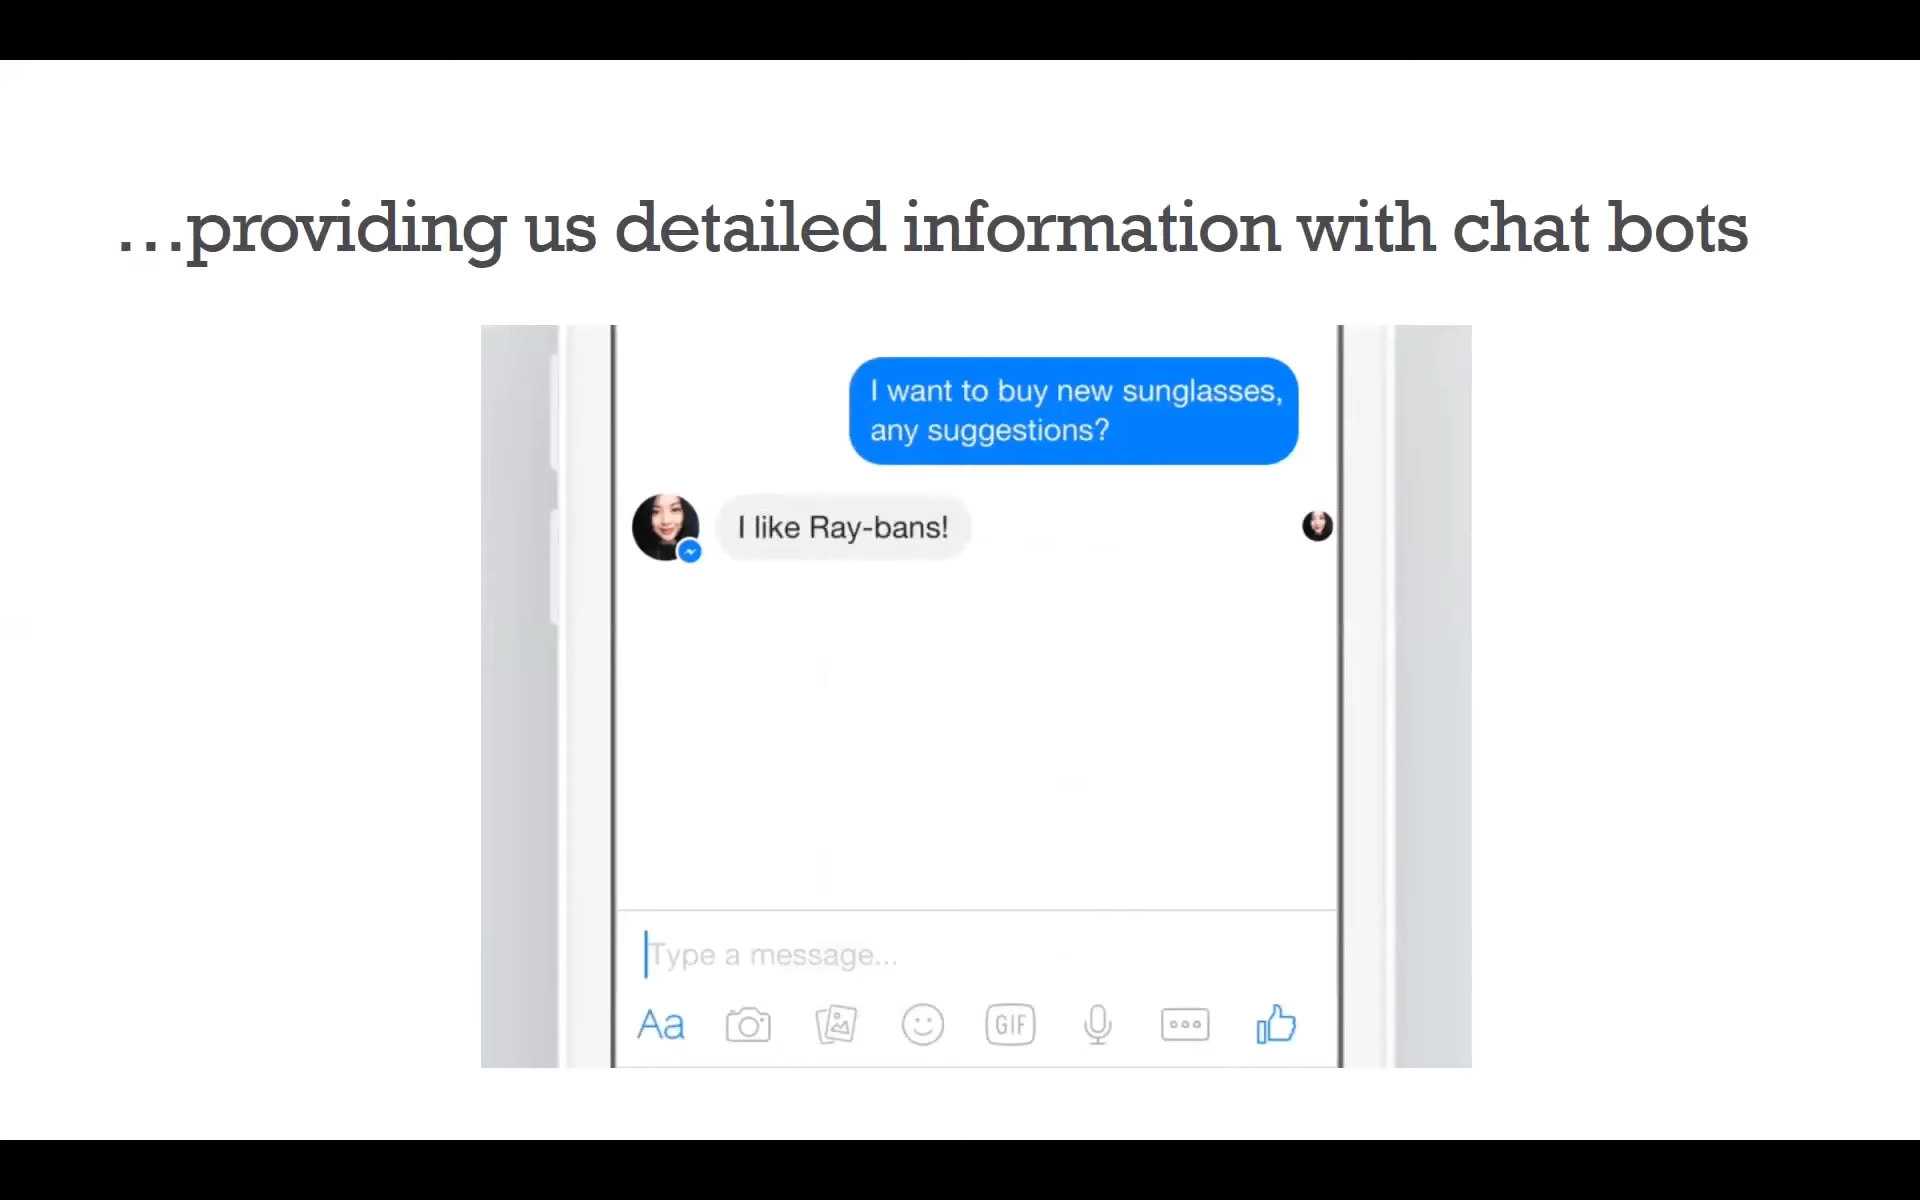 ...providing us detailed information with chat bots
I want to buy new sunglasses,
any suggestions?
I like Ray-bans!
Type a message...
Aa
GIF